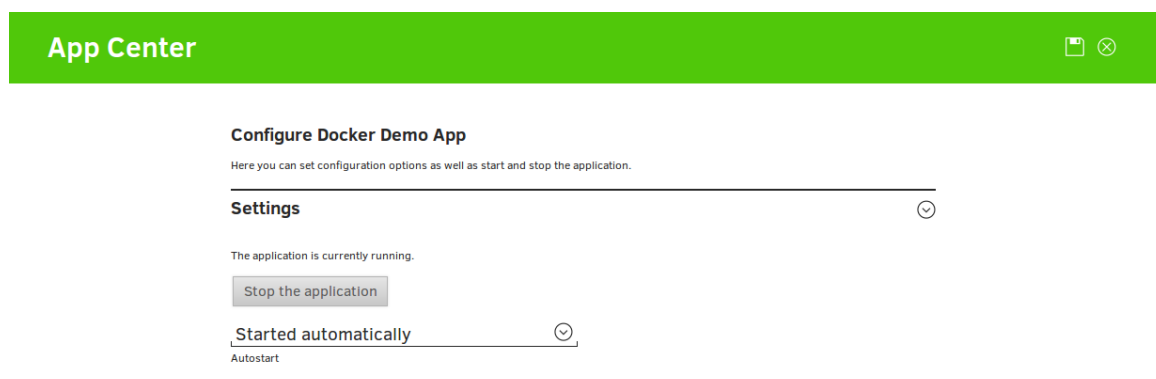 App Center
Configure Docker Demo App
Here you can set configuration options as well as start and stop the application.
Settings
The application is currently running.
Stop the application
Started automatically
Autostart